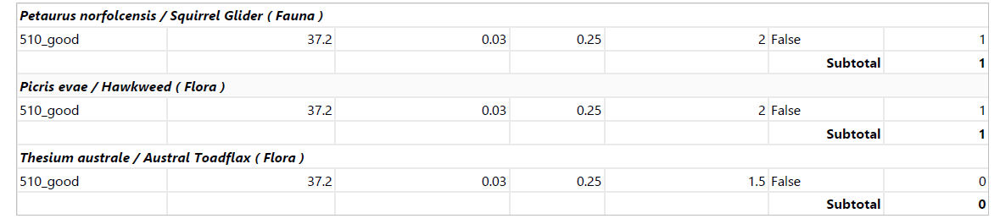 Petaurus norfolcensis / Squirrel Glider ( Fauna )
510_good 37.2 0.03 0.25 2 False 1
Subtotal 1
Picris evae / Hawkweed ( Flora )
510_good 37.2 0.03 0.25 2 False 1
Subtotal 1
Thesium australe / Austral Toadflax ( Flora )
510_good 37.2 0.03 0.25 1.5 False 0
Subtotal 0